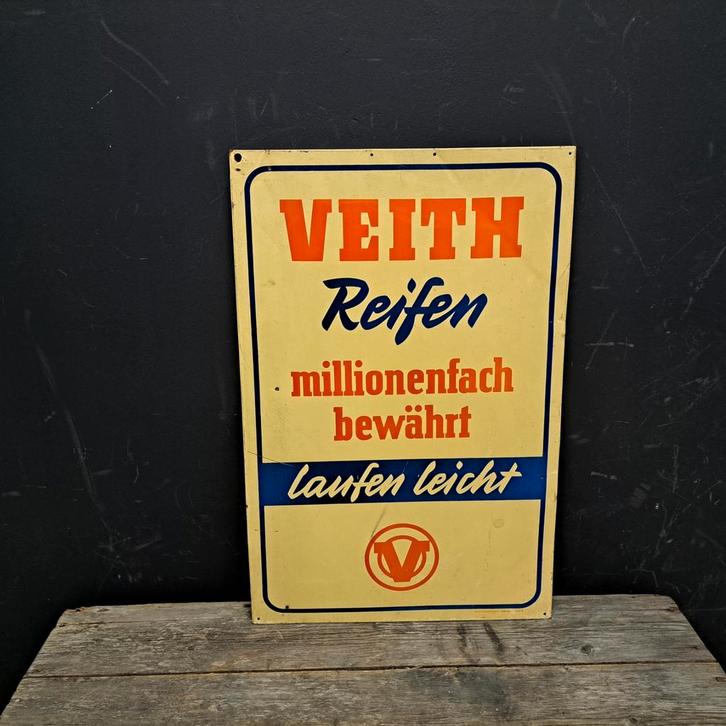 VEITH
Reifen
millionenfach
bewährt
laufen leicht
V